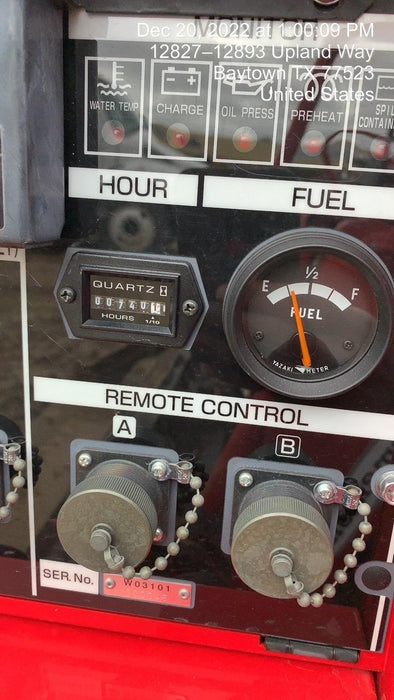 Dec 20, 2022 at 1:00:09 PM
12827–12893 Upland Way
Baytown TX 77523
United States
WATER TEMP
CHARGE
OIL PRESS
PREHEAT
HOUR
FUEL
QUARTZ
HOURS 1/10
E 1/2 F
FUEL
YAZAKI METER
REMOTE CONTROL
A
B
SER. No.
W03101